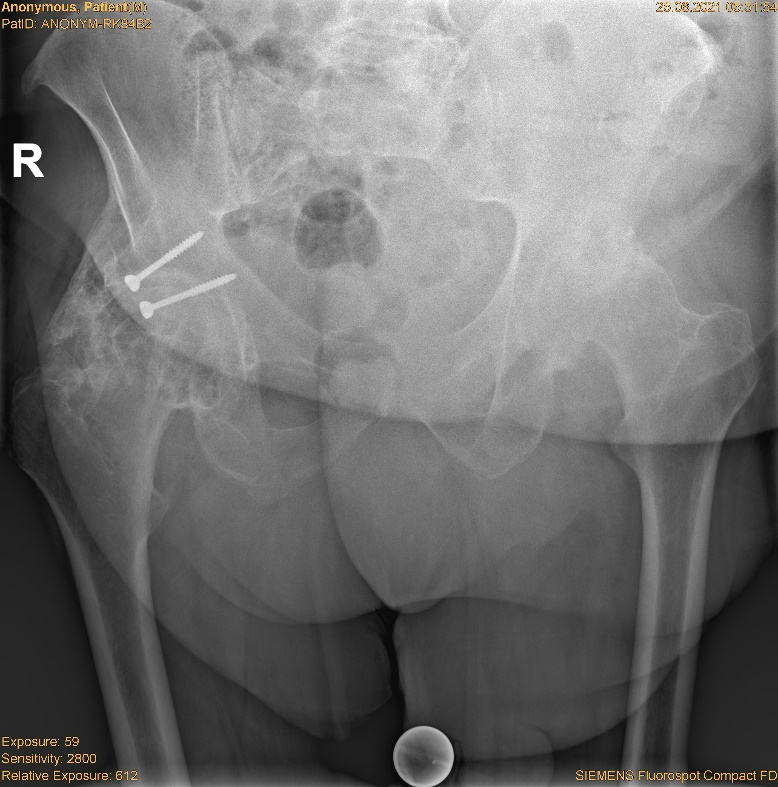 Anonymous, Patient(M)
PatID: ANONYM-RK84B2
R
Exposure: 59
Sensitivity: 2800
Relative Exposure: 612
SIEMENS Fluorospot Compact FD